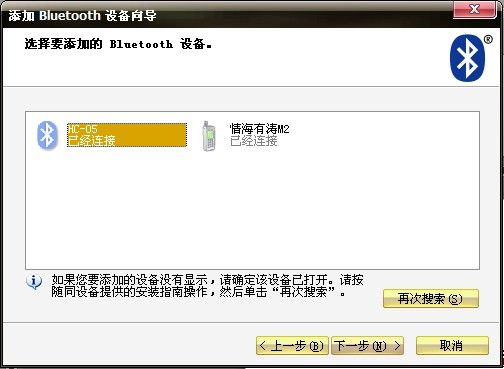 添加 Bluetooth 设备向导
选择要添加的 Bluetooth 设备。
®
HC-05
已经连接
情海有涛M2
已经连接
如果您要添加的设备没有显示，请确定该设备已打开。请按
随同设备提供的安装指南操作，然后单击“再次搜索”。
再次搜索(S)
< 上一步(B)
下一步(N) >
取消